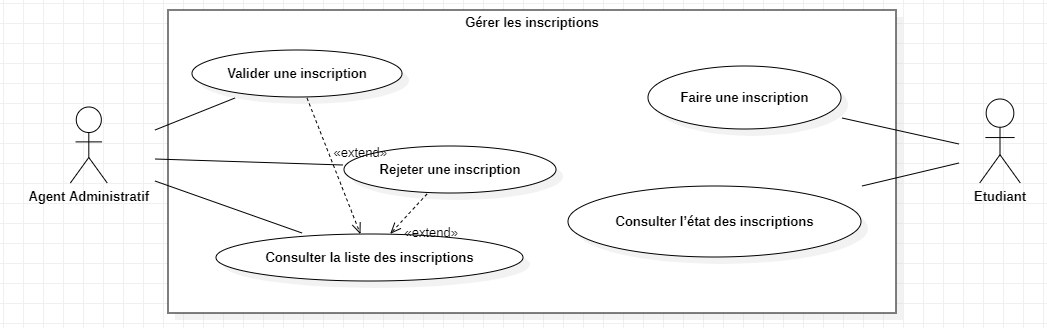 Gérer les inscriptions
Valider une inscription
Faire une inscription
«extend»
Rejeter une inscription
Agent Administratif
Etudiant
Consulter l'état des inscriptions
«extend»
Consulter la liste des inscriptions